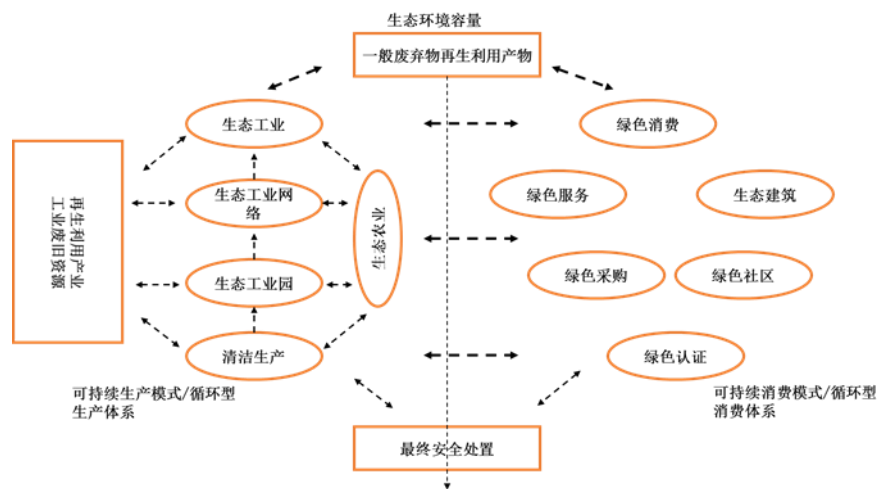 生态环境容量
一般废弃物再生利用产物
生态工业
绿色消费
再生利用产业
工业废旧资源
生态工业网
络
生态农业
绿色服务
生态建筑
生态工业园
绿色采购
绿色社区
清洁生产
绿色认证
可持续生产模式/循环型
生产体系
可持续消费模式/循环型
消费体系
最终安全处置